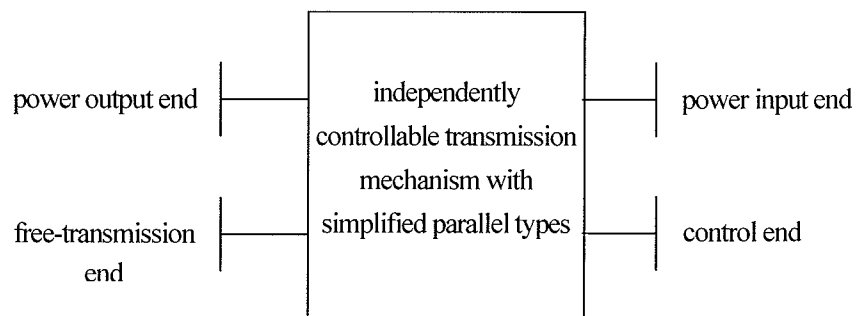 power output end
free-transmission
end
independently
controllable transmission
mechanism with
simplified parallel types
power input end
control end